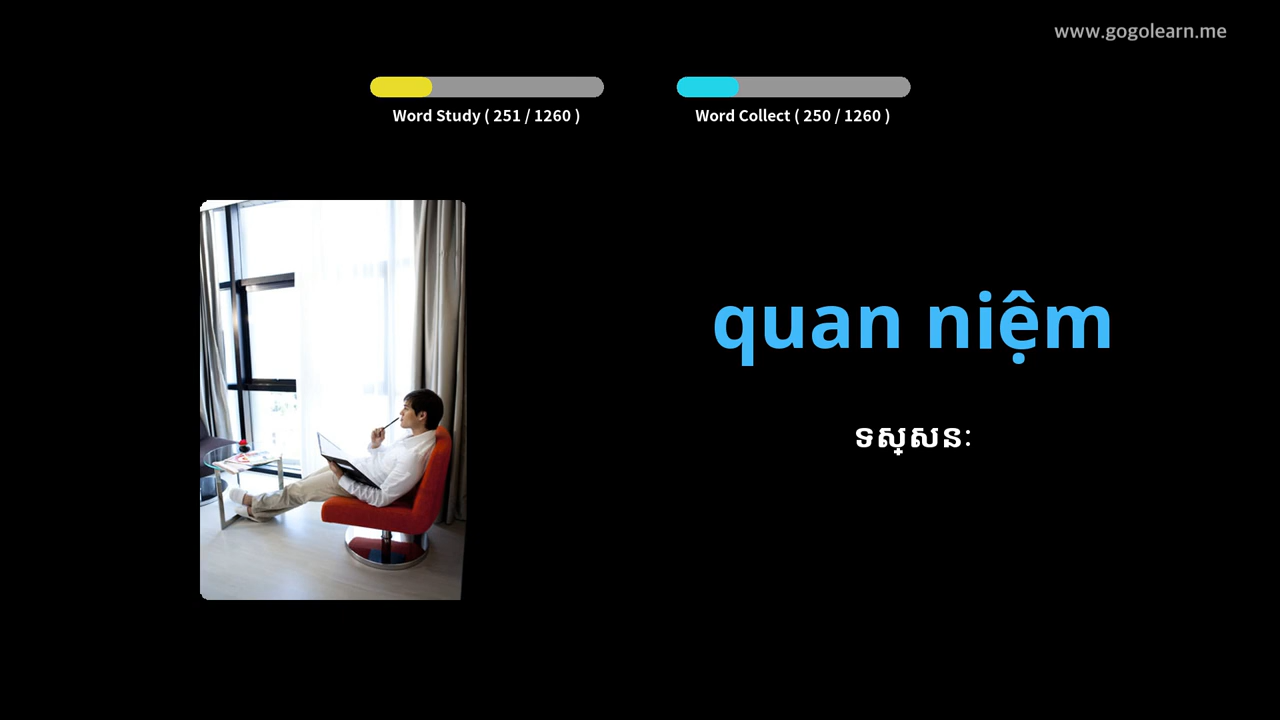 www.gogolearn.me
Word Study ( 251 / 1260 )
Word Collect ( 250 / 1260 )
quan niệm
ទស្សនៈ